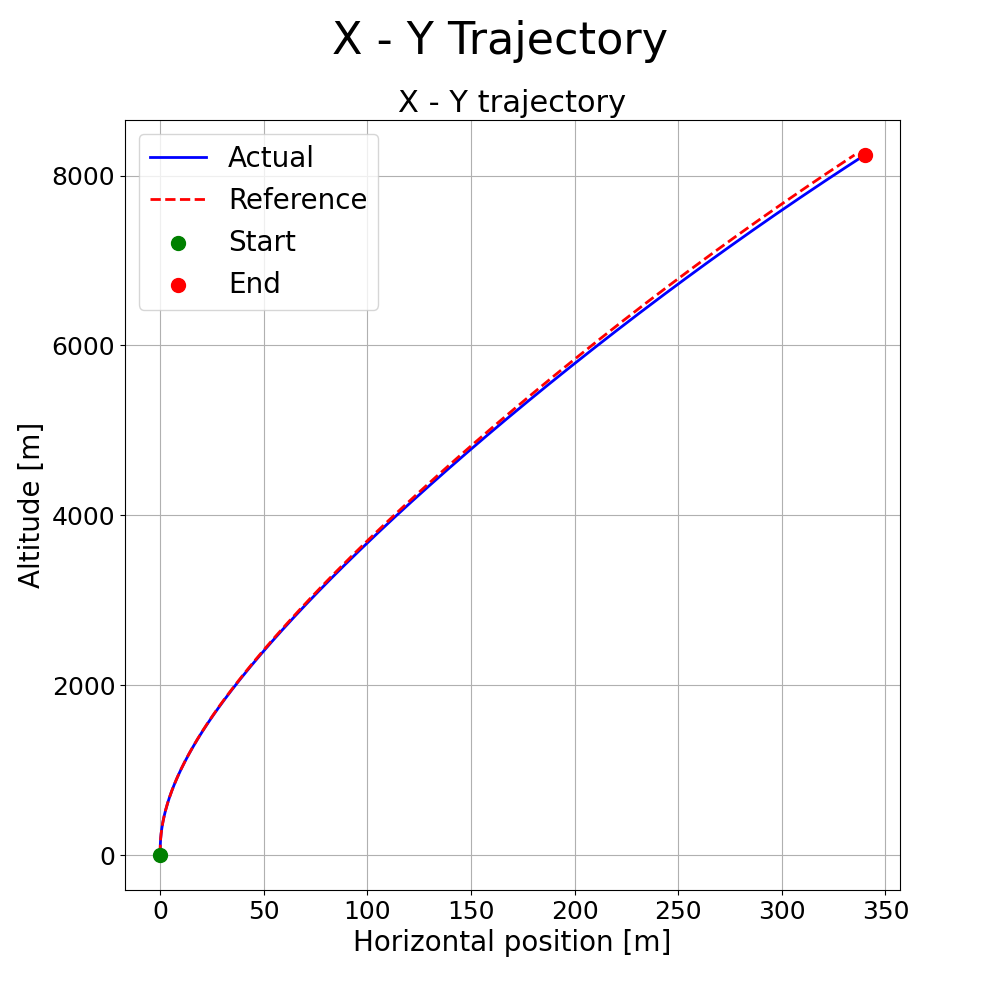 X - Y Trajectory
X - Y trajectory
Actual
Reference
Start
End
8000
6000
4000
2000
0
Altitude [m]
0 50 100 150 200 250 300 350
Horizontal position [m]